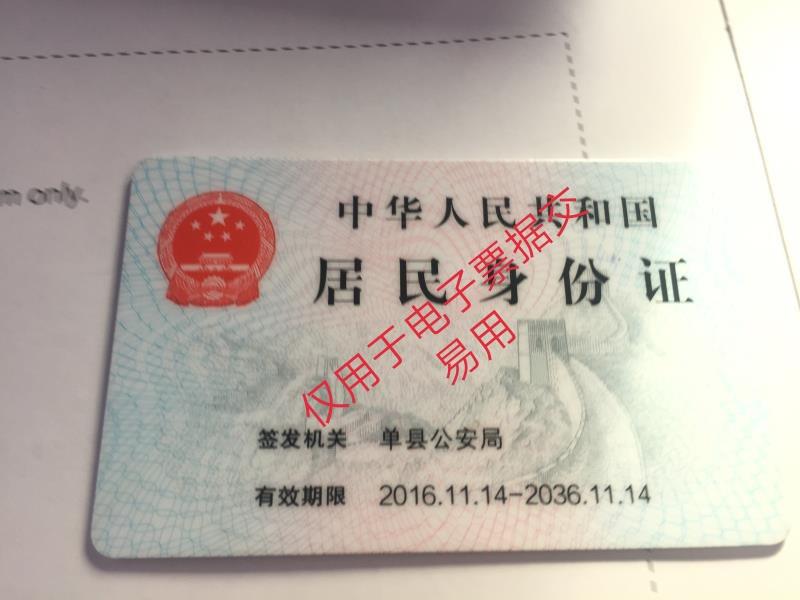 m only.
中华人民共和国
居民身份证
仅用于电子票据交
易用
签发机关 单县公安局
有效期限 2016.11.14-2036.11.14